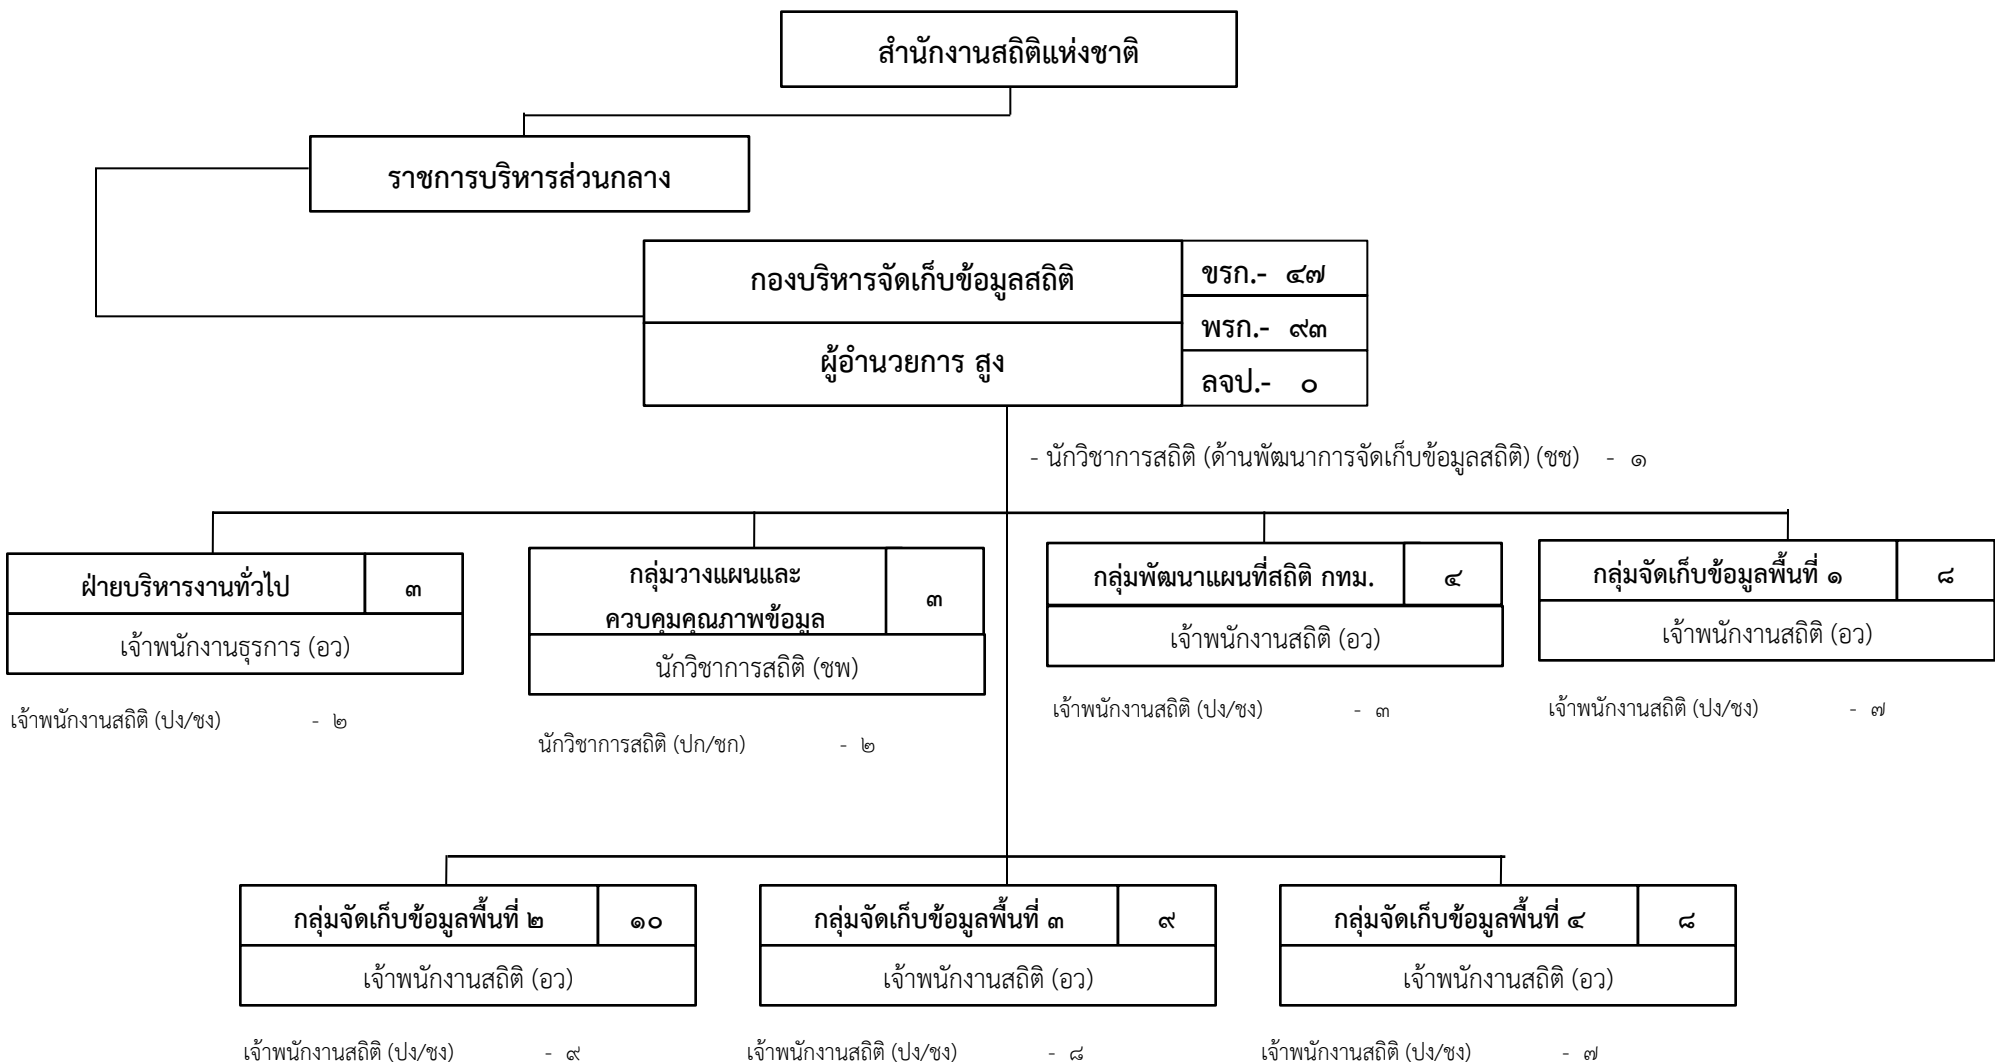 สำนักงานสถิติแห่งชาติ
ราชการบริหารส่วนกลาง
กองบริหารจัดเก็บข้อมูลสถิติ
ขรก.- ๔๗
พรก.- ๙๓
ผู้อำนวยการ สูง
ลจป.- ๐
- นักวิชาการสถิติ (ด้านพัฒนาการจัดเก็บข้อมูลสถิติ) (ชช) - ๑
ฝ่ายบริหารงานทั่วไป ๓
เจ้าพนักงานธุรการ (อว)
เจ้าพนักงานสถิติ (ปง/ชง) - ๒
กลุ่มวางแผนและ
ควบคุมคุณภาพข้อมูล ๓
นักวิชาการสถิติ (ชพ)
นักวิชาการสถิติ (ปก/ชก) - ๒
กลุ่มพัฒนาแผนที่สถิติ กทม. ๔
เจ้าพนักงานสถิติ (อว)
เจ้าพนักงานสถิติ (ปง/ชง) - ๓
กลุ่มจัดเก็บข้อมูลพื้นที่ ๑ ๘
เจ้าพนักงานสถิติ (อว)
เจ้าพนักงานสถิติ (ปง/ชง) - ๗
กลุ่มจัดเก็บข้อมูลพื้นที่ ๒ ๑๐
เจ้าพนักงานสถิติ (อว)
เจ้าพนักงานสถิติ (ปง/ชง) - ๙
กลุ่มจัดเก็บข้อมูลพื้นที่ ๓ ๙
เจ้าพนักงานสถิติ (อว)
เจ้าพนักงานสถิติ (ปง/ชง) - ๘
กลุ่มจัดเก็บข้อมูลพื้นที่ ๔ ๘
เจ้าพนักงานสถิติ (อว)
เจ้าพนักงานสถิติ (ปง/ชง) - ๗